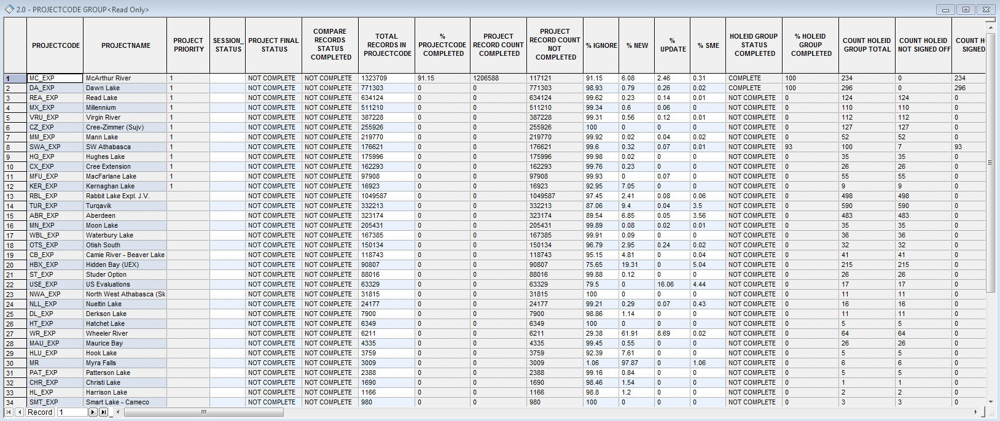 2.0 - PROJECTCODE GROUP<Read Only>
PROJECTCODE PROJECTNAME PROJECT PRIORITY SESSION_ STATUS PROJECT FINAL STATUS COMPARE RECORDS STATUS COMPLETED TOTAL RECORDS IN PROJECTCODE % PROJECTCODE COMPLETED PROJECT RECORD COUNT COMPLETED PROJECT RECORD COUNT NOT COMPLETED % IGNORE % NEW % UPDATE % SME HOLEID GROUP STATUS COMPLETED % HOLEID GROUP COMPLETED COUNT HOLEID GROUP TOTAL COUNT HOLEID NOT SIGNED OFF COUNT H SIGNED
1 MC_EXP McArthur River 1 NOT COMPLETE NOT COMPLETE 1323709 91.15 1206588 117121 91.15 6.08 2.46 0.31 COMPLETE 100 234 0 234
2 DA_EXP Dawn Lake 1 NOT COMPLETE NOT COMPLETE 771303 0 0 771303 98.93 0.79 0.26 0.02 COMPLETE 100 296 0 296
3 REA_EXP Read Lake 1 NOT COMPLETE NOT COMPLETE 634124 0 0 634124 99.62 0.23 0.14 0.01 NOT COMPLETE 0 124 124 0
4 MX_EXP Millennium 1 NOT COMPLETE NOT COMPLETE 511210 0 0 511210 99.34 0.6 0.06 0 NOT COMPLETE 0 110 110 0
5 VRU_EXP Virgin River 1 NOT COMPLETE NOT COMPLETE 387228 0 0 387228 99.31 0.56 0.12 0.01 NOT COMPLETE 0 112 112 0
6 CZ_EXP Cree-Zimmer (Sujv) 1 NOT COMPLETE NOT COMPLETE 255926 0 0 255926 100 0 0 0 NOT COMPLETE 0 127 127 0
7 MM_EXP Mann Lake 1 NOT COMPLETE NOT COMPLETE 219770 0 0 219770 99.92 0.02 0.04 0.02 NOT COMPLETE 0 52 52 0
8 SWA_EXP SW Athabasca 1 NOT COMPLETE NOT COMPLETE 176621 0 0 176621 99.6 0.32 0.07 0.01 NOT COMPLETE 93 100 7 93
9 HG_EXP Hughes Lake 1 NOT COMPLETE NOT COMPLETE 175996 0 0 175996 99.98 0.02 0 0 NOT COMPLETE 0 35 35 0
10 CX_EXP Cree Extension 1 NOT COMPLETE NOT COMPLETE 162293 0 0 162293 99.76 0.23 0 0 NOT COMPLETE 0 26 26 0
11 MFU_EXP MacFarlane Lake 1 NOT COMPLETE NOT COMPLETE 97908 0 0 97908 99.93 0 0.07 0 NOT COMPLETE 0 55 55 0
12 KER_EXP Kernaghan Lake 1 NOT COMPLETE NOT COMPLETE 16923 0 0 16923 92.95 7.05 0 0 NOT COMPLETE 0 9 9 0
13 RBL_EXP Rabbit Lake Expl. J.V. NOT COMPLETE NOT COMPLETE 1049587 0 0 1049587 97.45 2.41 0.08 0.06 NOT COMPLETE 0 498 498 0
14 TUR_EXP Turqavik NOT COMPLETE NOT COMPLETE 332213 0 0 332213 87.06 9.4 0.04 3.5 NOT COMPLETE 0 590 590 0
15 ABR_EXP Aberdeen NOT COMPLETE NOT COMPLETE 323174 0 0 323174 89.54 6.85 0.05 3.56 NOT COMPLETE 0 483 483 0
16 MN_EXP Moon Lake NOT COMPLETE NOT COMPLETE 205431 0 0 205431 99.89 0.08 0.02 0.01 NOT COMPLETE 0 35 35 0
17 WBL_EXP Waterbury Lake NOT COMPLETE NOT COMPLETE 167385 0 0 167385 99.91 0.09 0 0 NOT COMPLETE 0 36 36 0
18 OTS_EXP Otish South NOT COMPLETE NOT COMPLETE 150134 0 0 150134 96.79 2.95 0.24 0.02 NOT COMPLETE 0 32 32 0
19 CB_EXP Camie River - Beaver Lake NOT COMPLETE NOT COMPLETE 118743 0 0 118743 95.15 4.81 0 0.04 NOT COMPLETE 0 41 41 0
20 HBX_EXP Hidden Bay (UEX) NOT COMPLETE NOT COMPLETE 90807 0 0 90807 75.65 19.31 0 5.04 NOT COMPLETE 0 215 215 0
21 ST_EXP Studer Option NOT COMPLETE NOT COMPLETE 88016 0 0 88016 99.88 0.12 0 0 NOT COMPLETE 0 26 26 0
22 USE_EXP US Evaluations NOT COMPLETE NOT COMPLETE 63329 0 0 63329 79.5 0 16.06 4.44 NOT COMPLETE 0 17 17 0
23 NWA_EXP North West Athabasca (Sk NOT COMPLETE NOT COMPLETE 31815 0 0 31815 100 0 0 0 NOT COMPLETE 0 11 11 0
24 NLL_EXP Nueltin Lake NOT COMPLETE NOT COMPLETE 24177 0 0 24177 99.21 0.29 0.07 0.43 NOT COMPLETE 0 16 16 0
25 DL_EXP Derkson Lake NOT COMPLETE NOT COMPLETE 7900 0 0 7900 98.86 1.14 0 0 NOT COMPLETE 0 11 11 0
26 HT_EXP Hatchet Lake NOT COMPLETE NOT COMPLETE 6349 0 0 6349 100 0 0 0 NOT COMPLETE 0 5 5 0
27 WR_EXP Wheeler River NOT COMPLETE NOT COMPLETE 6211 0 0 6211 29.38 61.91 8.69 0.02 NOT COMPLETE 0 64 64 0
28 MAU_EXP Maurice Bay NOT COMPLETE NOT COMPLETE 4335 0 0 4335 99.45 0.55 0 0 NOT COMPLETE 0 26 26 0
29 HLU_EXP Hook Lake NOT COMPLETE NOT COMPLETE 3759 0 0 3759 92.39 7.61 0 0 NOT COMPLETE 0 5 5 0
30 MR Myra Falls NOT COMPLETE NOT COMPLETE 3009 0 0 3009 1.06 97.87 0 1.06 NOT COMPLETE 0 6 6 0
31 PAT_EXP Patterson Lake NOT COMPLETE NOT COMPLETE 2388 0 0 2388 99.16 0.84 0 0 NOT COMPLETE 0 5 5 0
32 CHR_EXP Christi Lake NOT COMPLETE NOT COMPLETE 1690 0 0 1690 98.46 1.54 0 0 NOT COMPLETE 0 1 1 0
33 HL_EXP Harrison Lake NOT COMPLETE NOT COMPLETE 1166 0 0 1166 98.8 1.2 0 0 NOT COMPLETE 0 2 2 0
34 SMT_EXP Smart Lake - Cameco NOT COMPLETE NOT COMPLETE 980 0 0 980 100 0 0 0 NOT COMPLETE 0 3 3 0
Record 1